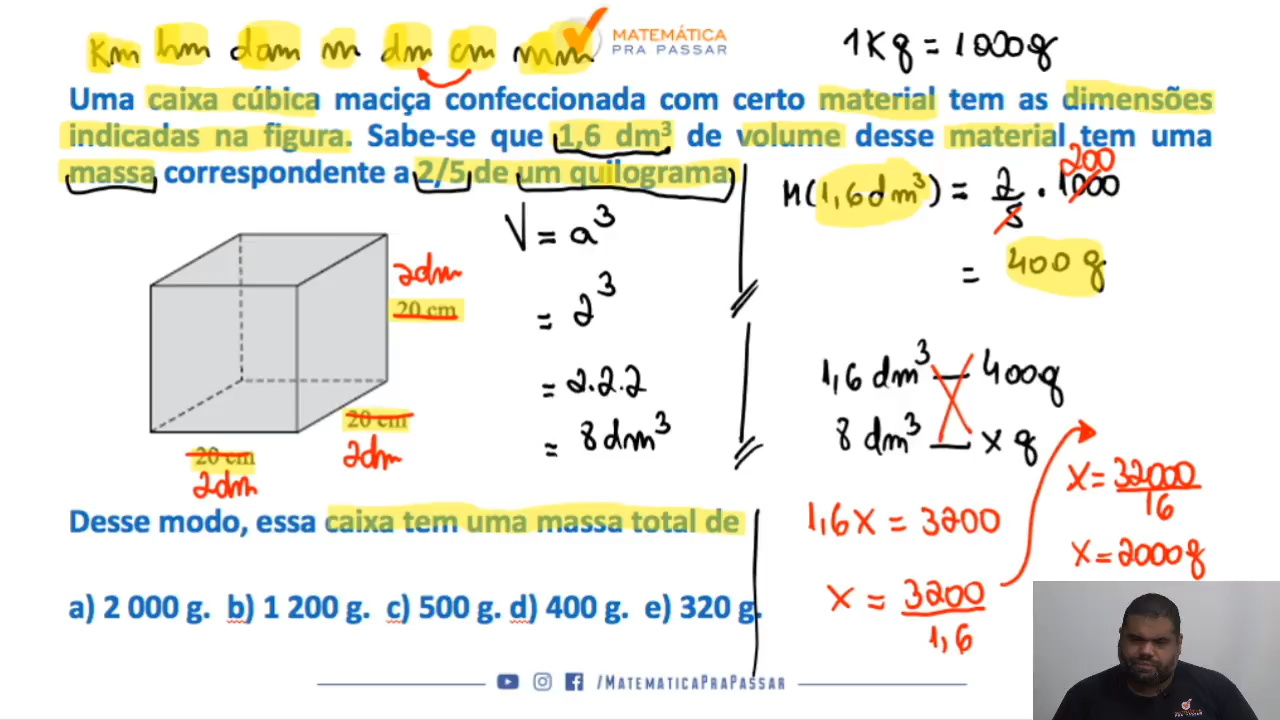 Km hm dam m dm cm mm
MATEMÁTICA
PRA PASSAR
1Kg = 1000g
Uma caixa cúbica maciça confeccionada com certo material tem as dimensões
indicadas na figura. Sabe-se que 1,6 dm³ de volume desse material tem uma
massa correspondente a 2/5 de um quilograma
V = a³
= 2³
= 2.2.2
= 8dm³
2dm
20 cm
20 cm
2dm
20 cm
2dm
M(1,6dm³) = 2/5 . 1000
200
= 400 g
1,6 dm³ — 400g
8 dm³ — x g
1,6x = 3200
x = 3200/1,6
x = 32000/16
x = 2000g
Desse modo, essa caixa tem uma massa total de
a) 2 000 g. b) 1 200 g. c) 500 g. d) 400 g. e) 320 g.
/MATEMATICAPRAPASSAR